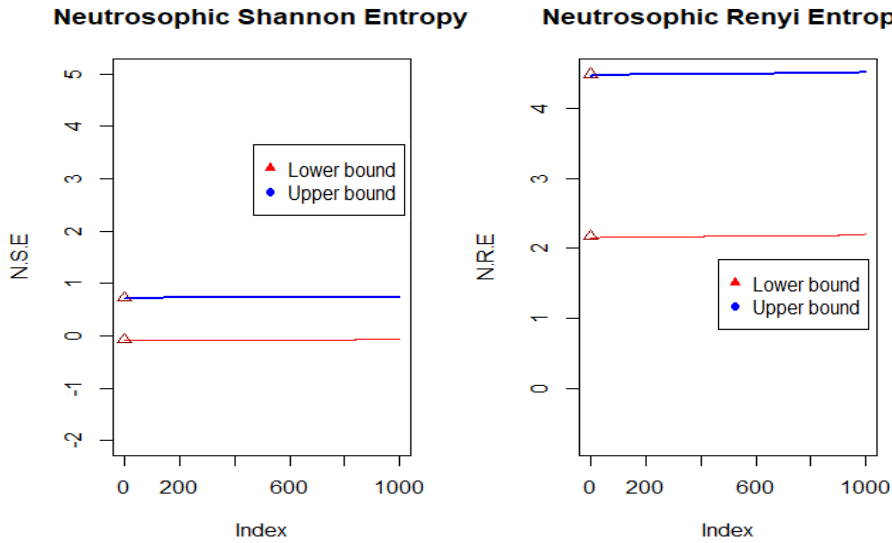 Neutrosophic Shannon Entropy
N.S.E
5
4
3
2
1
0
-1
-2
Lower bound
Upper bound
0 200 600 1000
Index
Neutrosophic Renyi Entrop
N.R.E
4
3
2
1
0
Lower bound
Upper bound
0 200 600 1000
Index